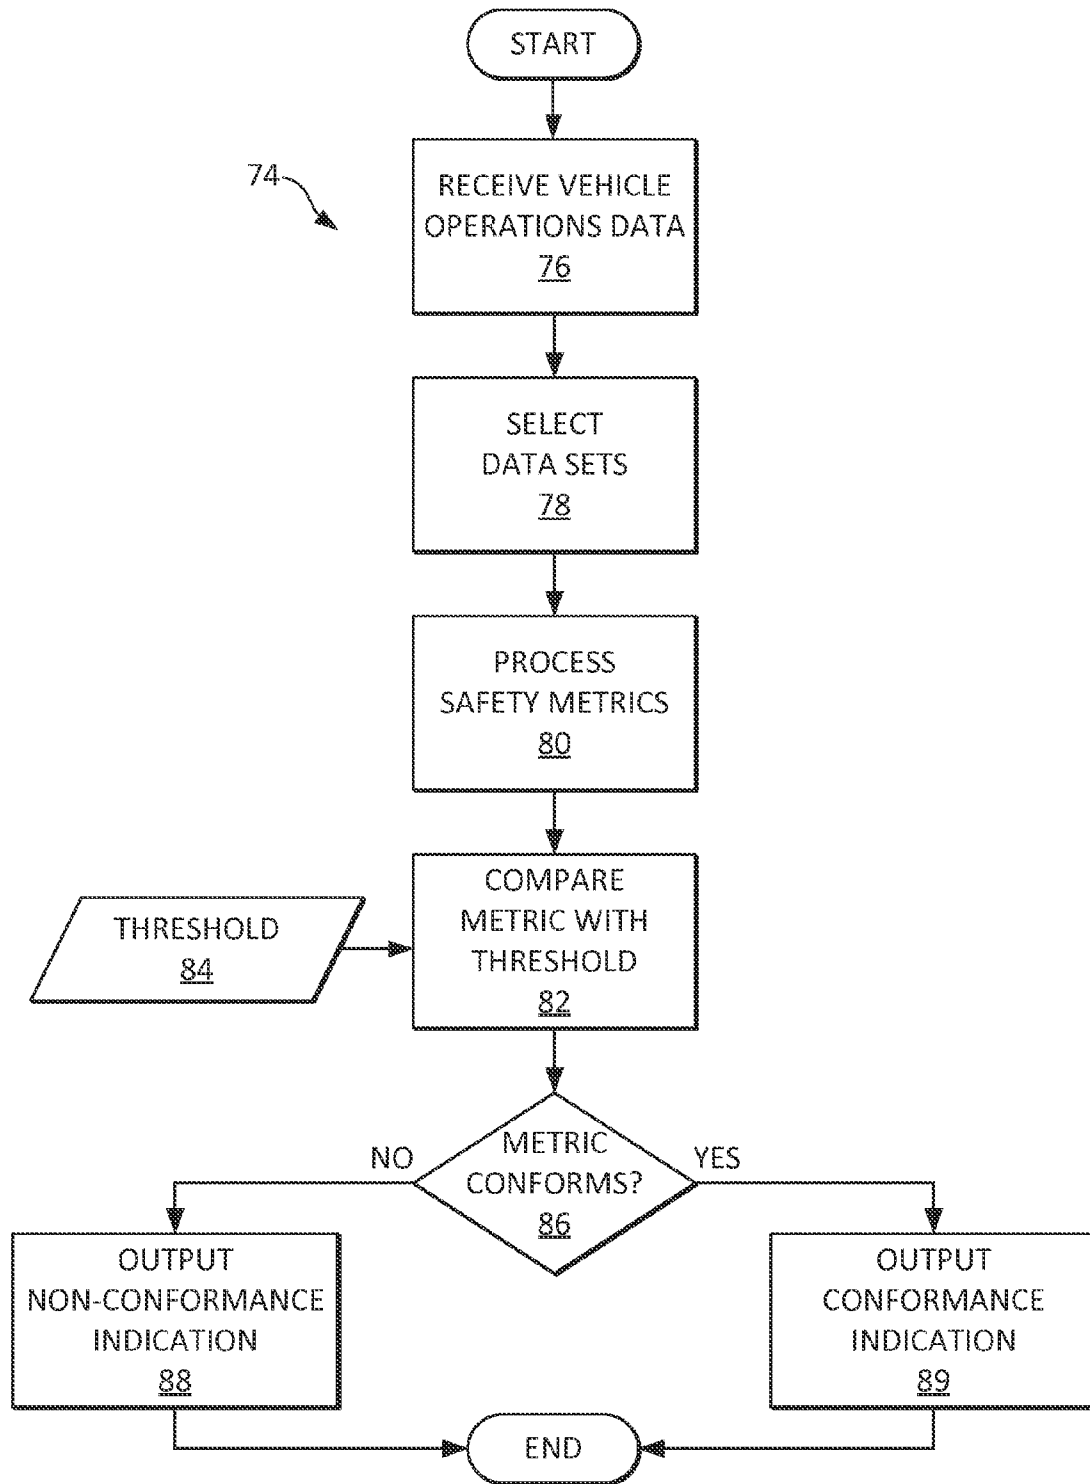 START
74
RECEIVE VEHICLE
OPERATIONS DATA
76
SELECT
DATA SETS
78
PROCESS
SAFETY METRICS
80
COMPARE
METRIC WITH
THRESHOLD
82
THRESHOLD
84
METRIC
CONFORMS?
86
NO
YES
OUTPUT
NON-CONFORMANCE
INDICATION
88
OUTPUT
CONFORMANCE
INDICATION
89
END